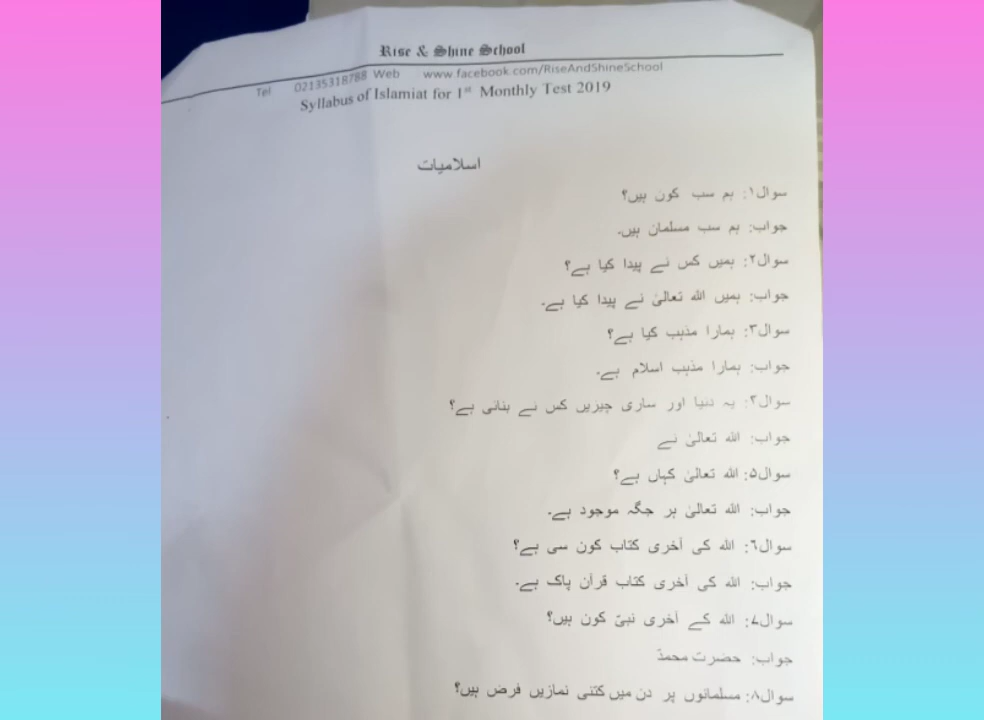 Rise & Shine School
Tel 02135318788 Web www.facebook.com/RiseAndShineSchool
Syllabus of Islamiat for 1st Monthly Test 2019
اسلامیات
سوال۱: ہم سب کون ہیں؟
جواب: ہم سب مسلمان ہیں۔
سوال۲: ہمیں کس نے پیدا کیا ہے؟
جواب: ہمیں اللہ تعالیٰ نے پیدا کیا ہے۔
سوال۳: ہمارا مذہب کیا ہے؟
جواب: ہمارا مذہب اسلام ہے۔
سوال۴: یہ دنیا اور ساری چیزیں کس نے بنائی ہے؟
جواب: اللہ تعالیٰ نے
سوال۵: اللہ تعالیٰ کہاں ہے؟
جواب: اللہ تعالیٰ ہر جگہ موجود ہے۔
سوال٦: اللہ کی آخری کتاب کون سی ہے؟
جواب: اللہ کی آخری کتاب قرآن پاک ہے۔
سوال۷: اللہ کے آخری نبیؐ کون ہیں؟
جواب: حضرت محمدؐ
سوال۸: مسلمانوں پر دن میں کتنی نمازیں فرض ہیں؟